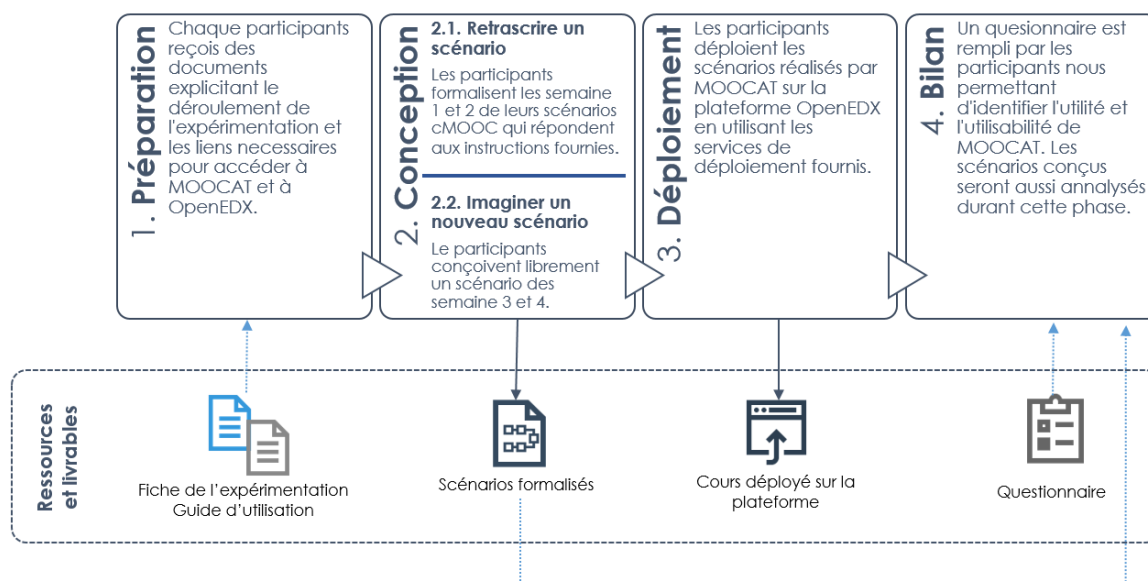 1. Préparation
Chaque participants
reçois des
documents
explicitant le
déroulement de
l'expérimentation et
les liens necessaires
pour accéder à
MOOCAT et à
OpenEDX.
2. Conception
2.1. Retrascrire un
scénario
Les participants
formalisent les semaine
1 et 2 de leurs scénarios
cMOOC qui répondent
aux instructions fournies.
2.2. Imaginer un
nouveau scénario
Le participants
conçoivent librement
un scénario des
semaine 3 et 4.
3. Déploiement
Les participants
déploient les
scénarios réalisés par
MOOCAT sur la
plateforme OpenEDX
en utilisant les
services de
déploiement fournis.
4. Bilan
Un quesionnaire est
rempli par les
participants nous
permettant
d'identifier l'utilité et
l'utilisabilité de
MOOCAT. Les
scénarios conçus
seront aussi annalysés
durant cette phase.
Ressources
et livrables
Fiche de l'expérimentation
Guide d'utilisation
Scénarios formalisés
Cours déployé sur la
plateforme
Questionnaire